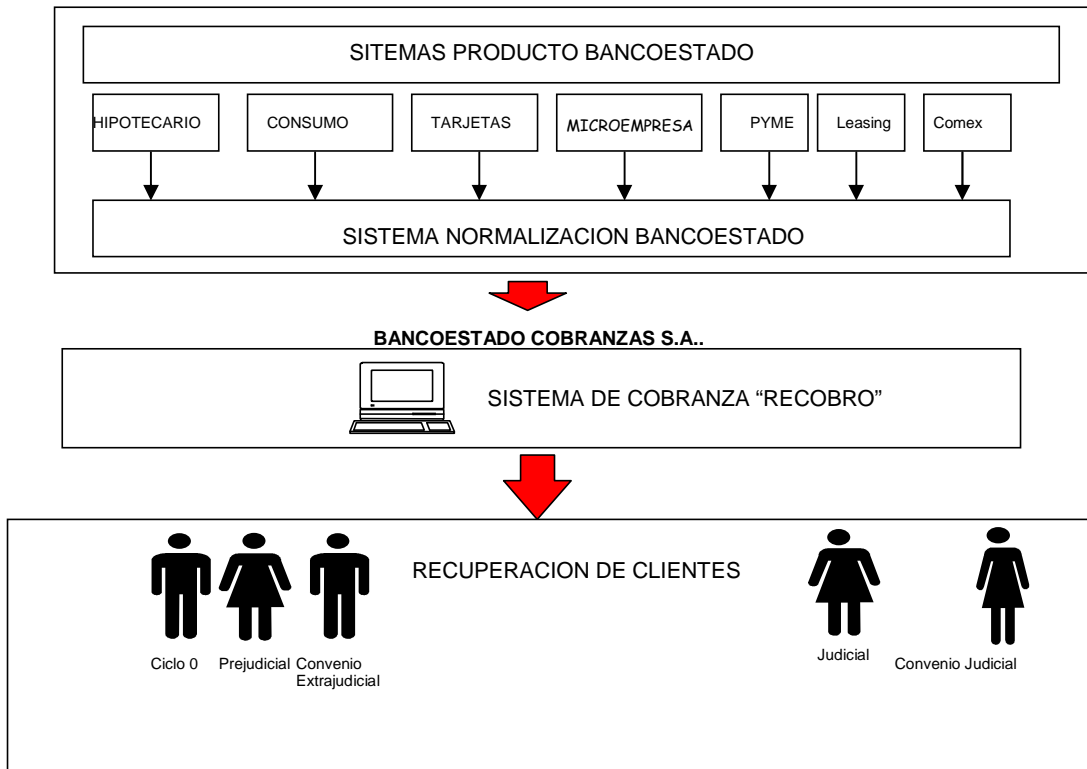 SITEMAS PRODUCTO BANCOESTADO
HIPOTECARIO
CONSUMO
TARJETAS
MICROEMPRESA
PYME
Leasing
Comex
SISTEMA NORMALIZACION BANCOESTADO
BANCOESTADO COBRANZAS S.A..
SISTEMA DE COBRANZA “RECOBRO”
RECUPERACION DE CLIENTES
Ciclo 0
Prejudicial
Convenio
Extrajudicial
Judicial
Convenio Judicial